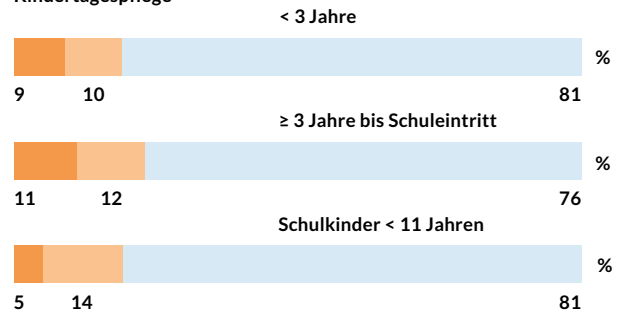 Kindertagespflege
< 3 Jahre
%
9 10 81
≥ 3 Jahre bis Schuleintritt
%
11 12 76
Schulkinder < 11 Jahren
%
5 14 81